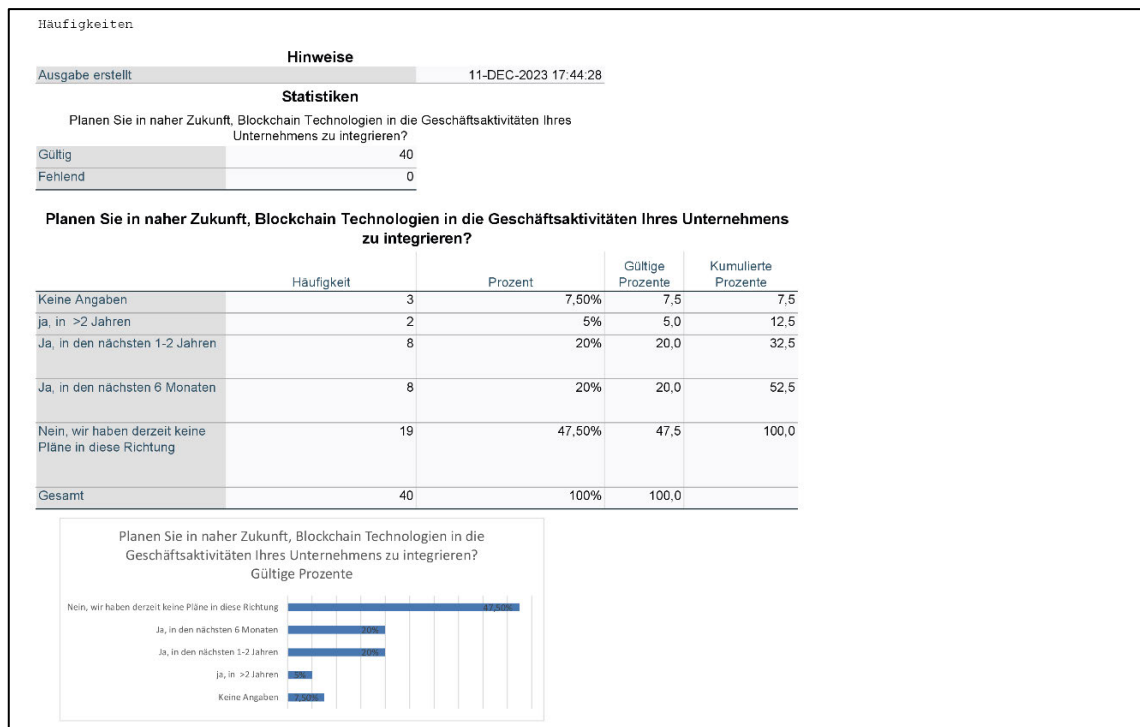 Häufigkeiten
Hinweise
Ausgabe erstellt 11-DEC-2023 17:44:28
Statistiken
Planen Sie in naher Zukunft, Blockchain Technologien in die Geschäftsaktivitäten Ihres
Unternehmens zu integrieren?
Gültig 40
Fehlend 0
Planen Sie in naher Zukunft, Blockchain Technologien in die Geschäftsaktivitäten Ihres Unternehmens
zu integrieren?
Häufigkeit Prozent Gültige Prozente Kumulierte Prozente
Keine Angaben 3 7,50% 7,5 7,5
ja, in >2 Jahren 2 5% 5,0 12,5
Ja, in den nächsten 1-2 Jahren 8 20% 20,0 32,5
Ja, in den nächsten 6 Monaten 8 20% 20,0 52,5
Nein, wir haben derzeit keine 19 47,50% 47,5 100,0
Pläne in diese Richtung
Gesamt 40 100% 100,0
Planen Sie in naher Zukunft, Blockchain Technologien in die
Geschäftsaktivitäten Ihres Unternehmens zu integrieren?
Gültige Prozente
Nein, wir haben derzeit keine Pläne in diese Richtung 47,50%
Ja, in den nächsten 6 Monaten 20%
Ja, in den nächsten 1-2 Jahren 20%
ja, in >2 Jahren 5%
Keine Angaben 7,50%